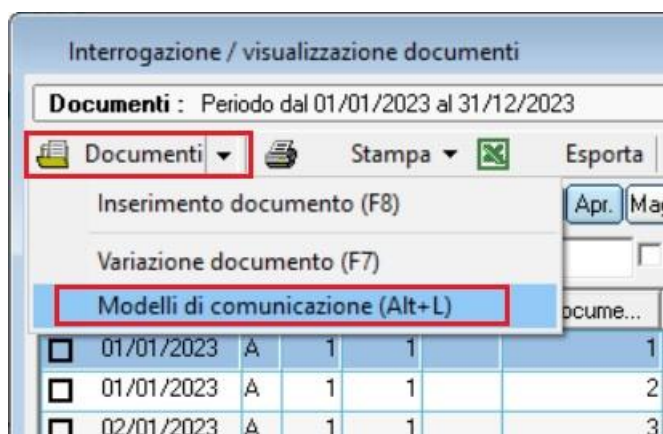 Interrogazione / visualizzazione documenti
Documenti : Periodo dal 01/01/2023 al 31/12/2023
Documenti Stampa Esporta
Inserimento documento (F8)
Apr. Mag
Variazione documento (F7)
Modelli di comunicazione (Alt+L)
ocume...
01/01/2023 A 1 1 1
01/01/2023 A 1 1 2
02/01/2023 A 1 1 3